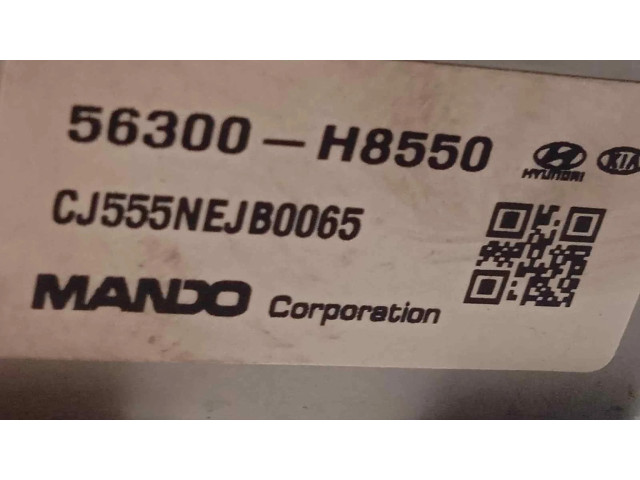 56300-H8550
HYUNDAI
KIA
CJ555NEJB0065
MANDO Corporation